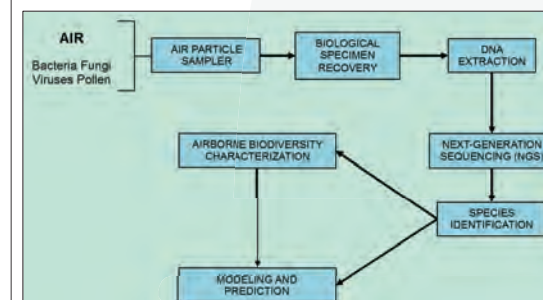 AIR
Bacteria Fungi
Viruses Pollen
AIR PARTICLE
SAMPLER
BIOLOGICAL
SPECIMEN
RECOVERY
DNA
EXTRACTION
AIRBORNE BIODIVERSITY
CHARACTERIZATION
NEXT-GENERATION
SEQUENCING (NGS)
SPECIES
IDENTIFICATION
MODELING AND
PREDICTION